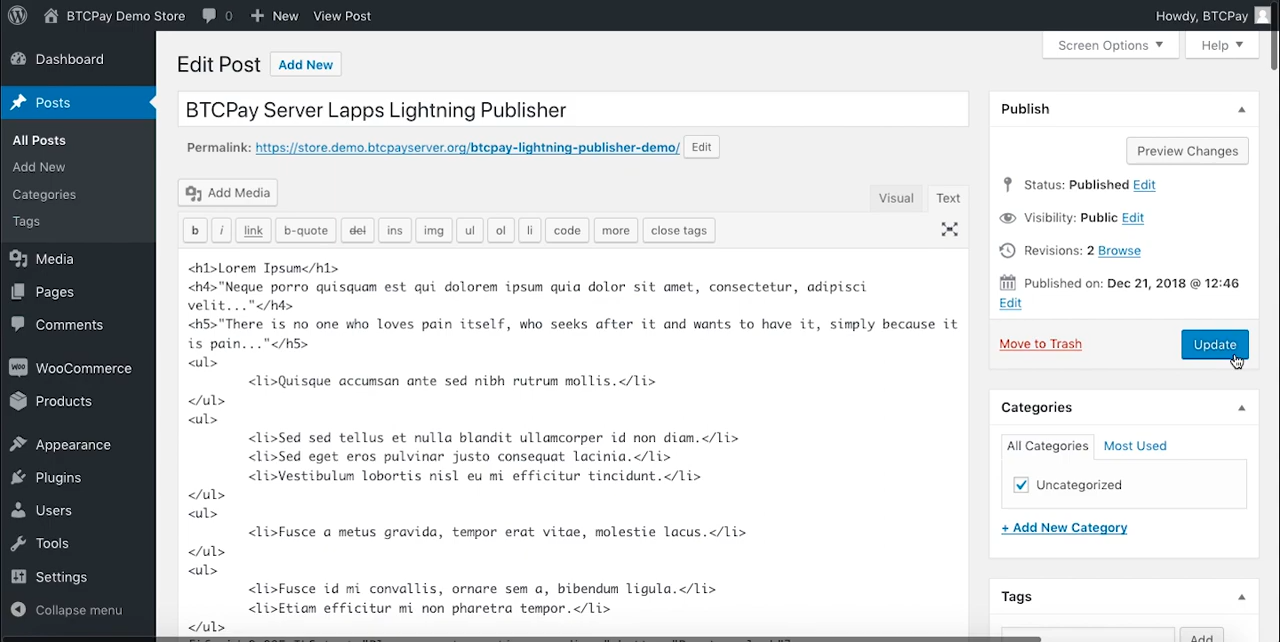 BTCPay Demo Store 0 + New View Post Howdy, BTCPay
Dashboard
Posts
All Posts
Add New
Categories
Tags
Media
Pages
Comments
WooCommerce
Products
Appearance
Plugins
Users
Tools
Settings
Collapse menu
Screen Options Help
Edit Post Add New
BTCPay Server Lapps Lightning Publisher
Permalink: https://store.demo.btcpayserver.org/btcpay-lightning-publisher-demo/ Edit
Add Media
Visual Text
b i link b-quote del ins img ul ol li code more close tags
<h1>Lorem Ipsum</h1>
<h4>"Neque porro quisquam est qui dolorem ipsum quia dolor sit amet, consectetur, adipisci
velit..."</h4>
<h5>"There is no one who loves pain itself, who seeks after it and wants to have it, simply because it
is pain..."</h5>
<ul>
<li>Quisque accumsan ante sed nibh rutrum mollis.</li>
</ul>
<ul>
<li>Sed sed tellus et nulla blandit ullamcorper id non diam.</li>
<li>Sed eget eros pulvinar justo consequat lacinia.</li>
<li>Vestibulum lobortis nisl eu mi efficitur tincidunt.</li>
</ul>
<ul>
<li>Fusce a metus gravida, tempor erat vitae, molestie lacus.</li>
</ul>
<ul>
<li>Fusce id mi convallis, ornare sem a, bibendum ligula.</li>
<li>Etiam efficitur mi non pharetra tempor.</li>
</ul>
Publish
Preview Changes
Status: Published Edit
Visibility: Public Edit
Revisions: 2 Browse
Published on: Dec 21, 2018 @ 12:46
Edit
Move to Trash Update
Categories
All Categories Most Used
Uncategorized
+ Add New Category
Tags
Add